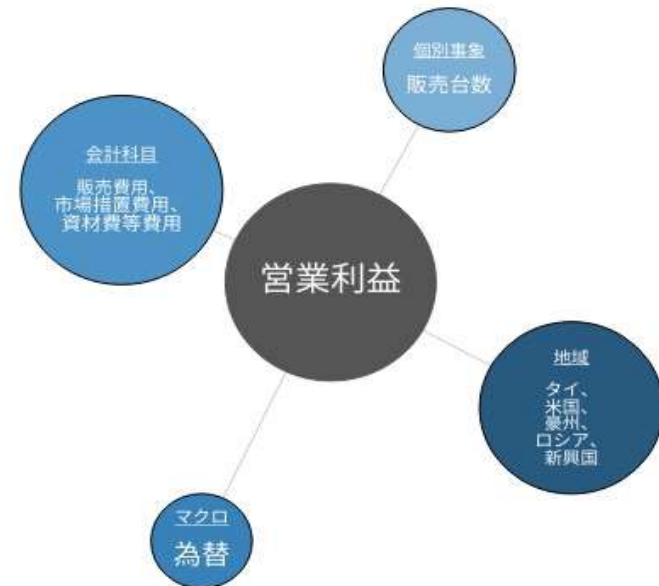 個別事象
販売台数
会計科目
販売費用、
市場措置費用、
資材費等費用
営業利益
地域
タイ、
米国、
豪州、
ロシア、
新興国
マクロ
為替